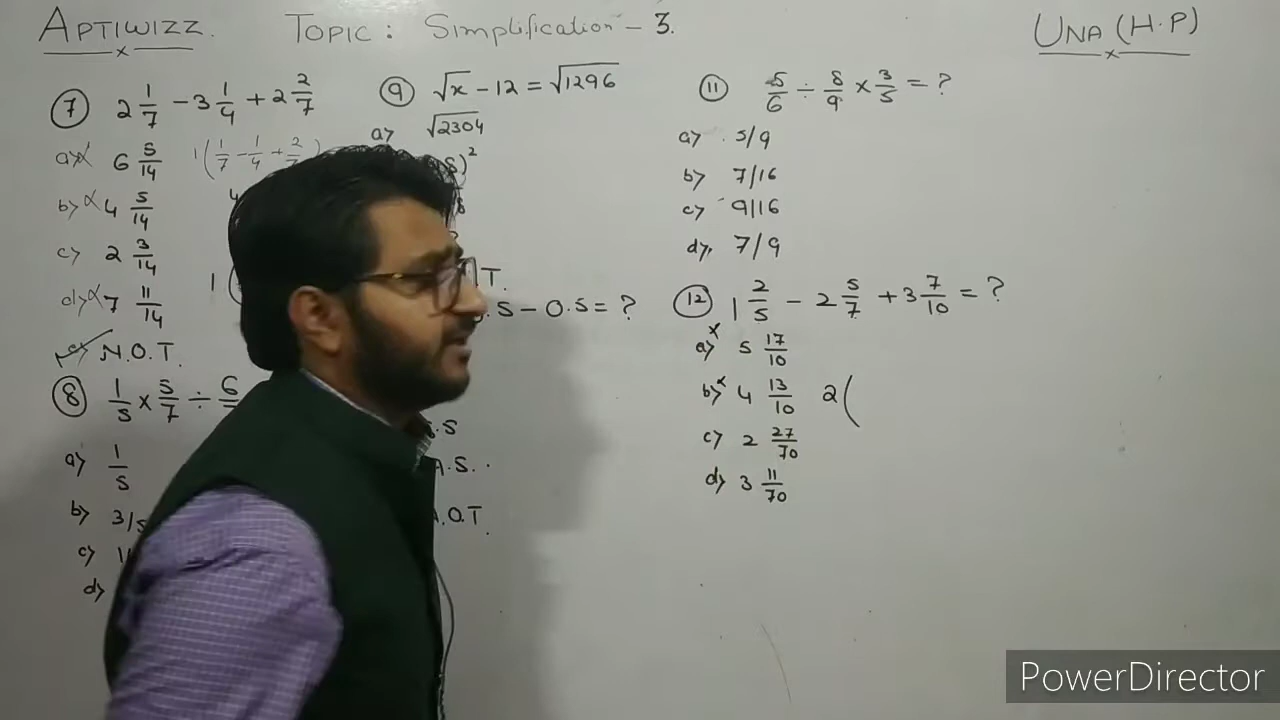 APTIWIZZ. TOPIC: Simplification - 3. UNA (H.P)
⑦ 2 1/7 - 3 1/4 + 2 2/7
a> 6 5/14 1(1/7 - 1/4 + 2/7)
b> 4 5/14
c> 2 3/14
d> 7 11/14
e> N.O.T.
⑧ 1/5 × 5/7 ÷ 6
a> 1/5
b> 3/5
c>
d>
⑨ √x - 12 = √1296
a> √2304
)²
T.
.5 - 0.5 = ?
.5
A.S.
O.T.
⑪ 5/6 ÷ 8/9 × 3/5 = ?
a> 5/9
b> 7/16
c> 9/16
d> 7/9
⑫ 1 2/5 - 2 5/7 + 3 7/10 = ?
a> 5 17/10
b> 4 13/10 2(
c> 2 27/70
d> 3 11/70
PowerDirector